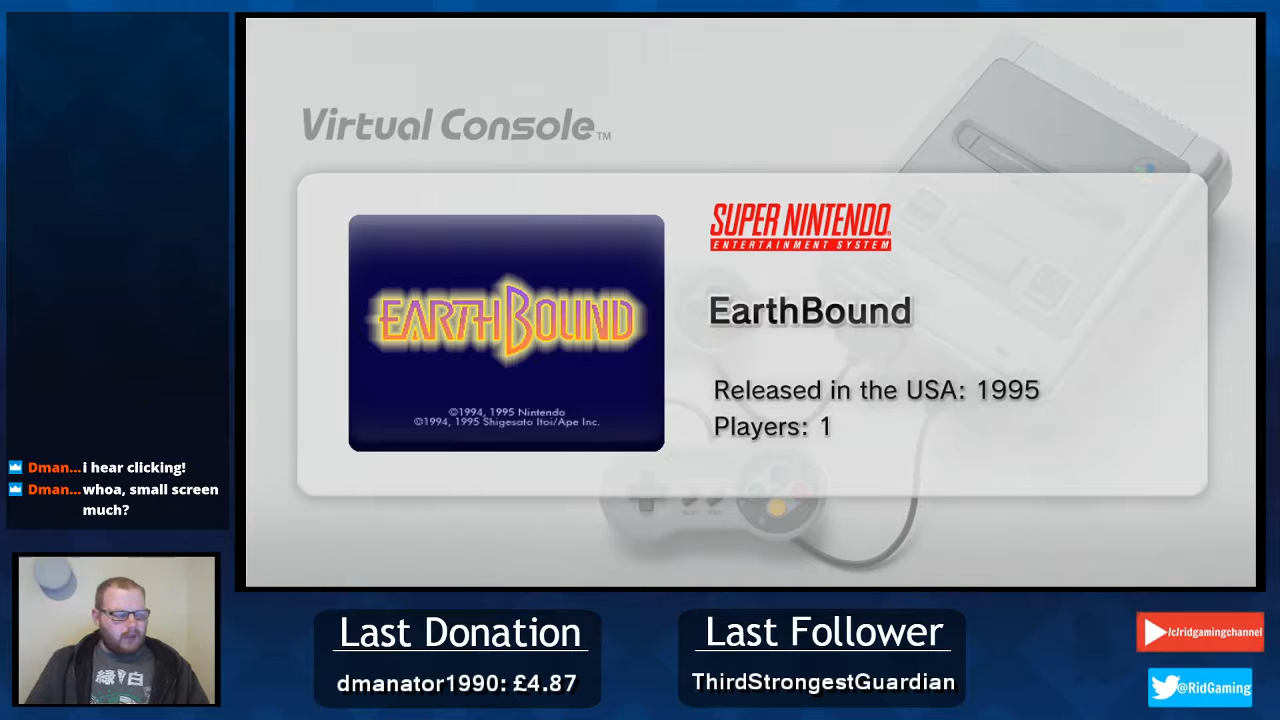 Virtual Console™
SUPER NINTENDO®
ENTERTAINMENT SYSTEM
EARTHBOUND
©1994, 1995 Nintendo
©1994, 1995 Shigesato Itoi/Ape Inc.
EarthBound
Released in the USA: 1995
Players: 1
Dman... i hear clicking!
Dman... whoa, small screen
much?
Last Donation
dmanator1990: £4.87
Last Follower
ThirdStrongestGuardian
/c/ridgamingchannel
@RidGaming